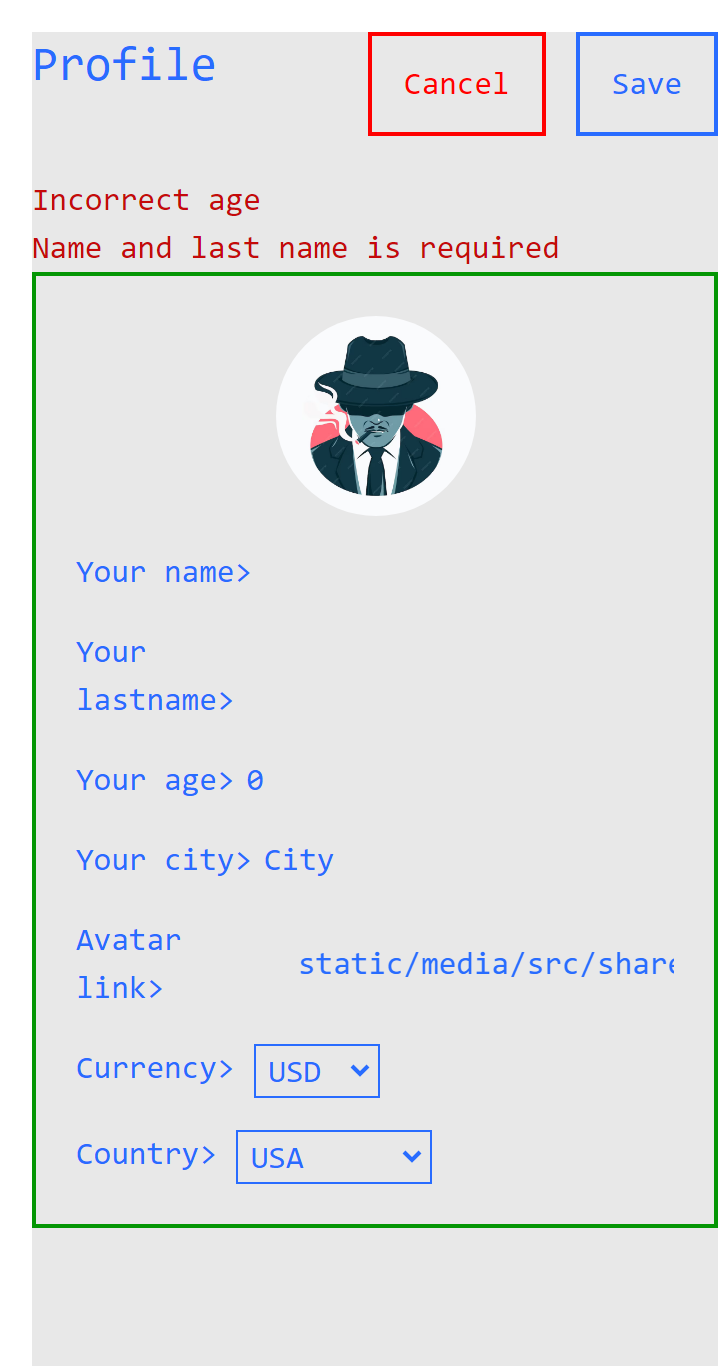 Profile
Cancel
Save
Incorrect age
Name and last name is required
Your name>
Your
lastname>
Your age> 0
Your city> City
Avatar
link>
static/media/src/share
Currency> USD
Country> USA